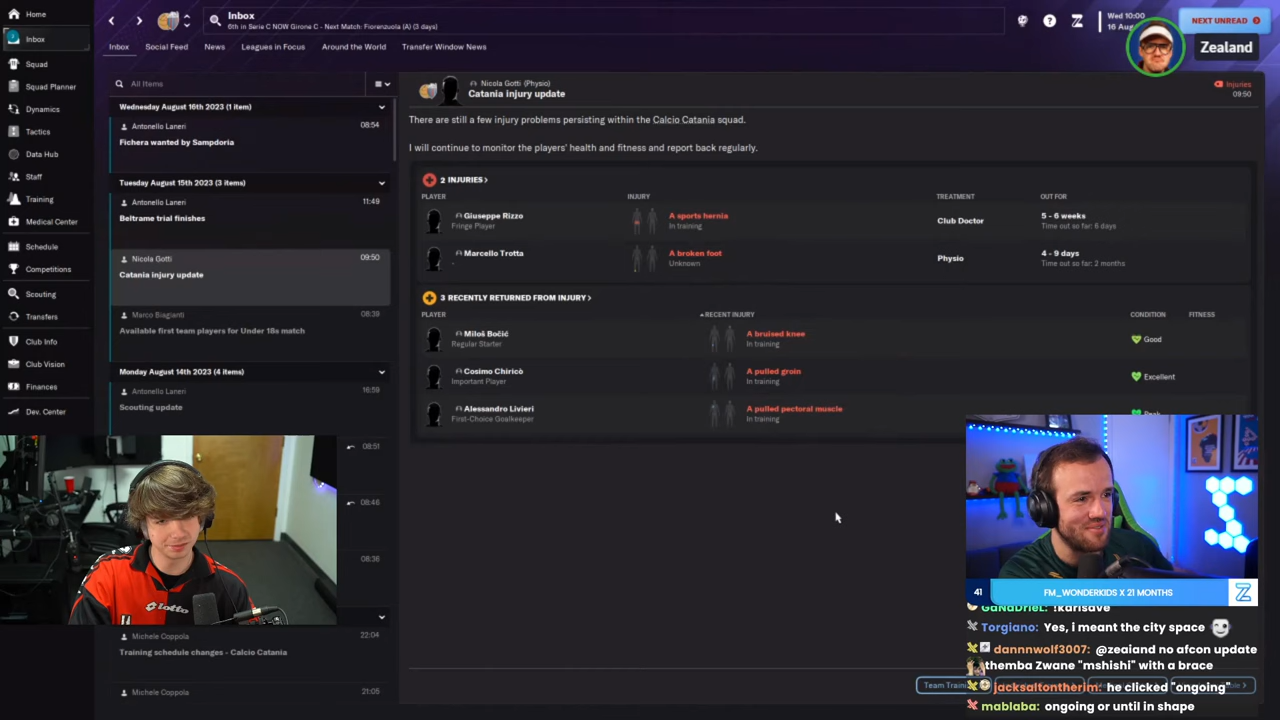 Home
Inbox
Squad
Squad Planner
Dynamics
Tactics
Data Hub
Staff
Training
Medical Center
Schedule
Competitions
Scouting
Transfers
Club Info
Club Vision
Finances
Dev. Center
Inbox
6th in Serie C NOW Girone C - Next Match: Fiorenzuola (A) (3 days)
Wed 10:00
16 Aug
NEXT UNREAD
Zealand
Inbox
Social Feed
News
Leagues in Focus
Around the World
Transfer Window News
All Items
Wednesday August 16th 2023 (1 item)
Antonello Laneri 08:54
Fichera wanted by Sampdoria
Tuesday August 15th 2023 (3 items)
Antonello Laneri 11:49
Beltrame trial finishes
Nicola Gotti 09:50
Catania injury update
Marco Biagianti 08:39
Available first team players for Under 18s match
Monday August 14th 2023 (4 items)
Antonello Laneri 16:59
Scouting update
08:51
08:46
08:36
Michele Coppola 22:04
Training schedule changes - Calcio Catania
Michele Coppola 21:05
Nicola Gotti (Physio)
Catania injury update
Injuries
09:50
There are still a few injury problems persisting within the Calcio Catania squad.
I will continue to monitor the players' health and fitness and report back regularly.
2 INJURIES>
PLAYER INJURY TREATMENT OUT FOR
Giuseppe Rizzo A sports hernia Club Doctor 5 - 6 weeks
Fringe Player In training Time out so far: 6 days
Marcello Trotta A broken foot Physio 4 - 9 days
- Unknown Time out so far: 2 months
3 RECENTLY RETURNED FROM INJURY>
PLAYER RECENT INJURY CONDITION FITNESS
Miloš Bočić A bruised knee Good
Regular Starter In training
Cosimo Chiricò A pulled groin Excellent
Important Player In training
Alessandro Livieri A pulled pectoral muscle
First-Choice Goalkeeper In training
Team Traini
lotto
41 FM_WONDERKIDS X 21 MONTHS
GaNaDrieL: !karlsave
Torgiano: Yes, i meant the city space
dannnwolf3007: @zealand no afcon update
themba Zwane "mshishi" with a brace
jacksaltontherim: he clicked "ongoing"
mablaba: ongoing or until in shape